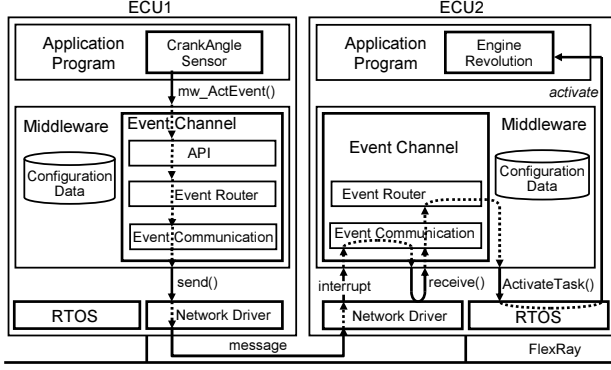 ECU1
Application
Program
CrankAngle
Sensor
mw_ActEvent()
Middleware
Configuration
Data
Event Channel
API
Event Router
Event Communication
send()
RTOS
Network Driver
message
ECU2
Application
Program
Engine
Revolution
activate
Middleware
Event Channel
Configuration
Data
Event Router
Event Communication
interrupt
receive()
ActivateTask()
Network Driver
RTOS
FlexRay